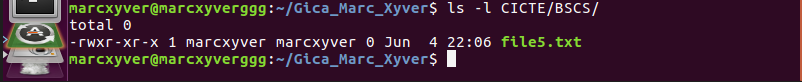 marcxyver@marcxyverggg:~/Gica_Marc_Xyver$ ls -l CICTE/BSCS/
total 0
-rwxr-xr-x 1 marcxyver marcxyver 0 Jun  4 22:06 file5.txt
marcxyver@marcxyverggg:~/Gica_Marc_Xyver$